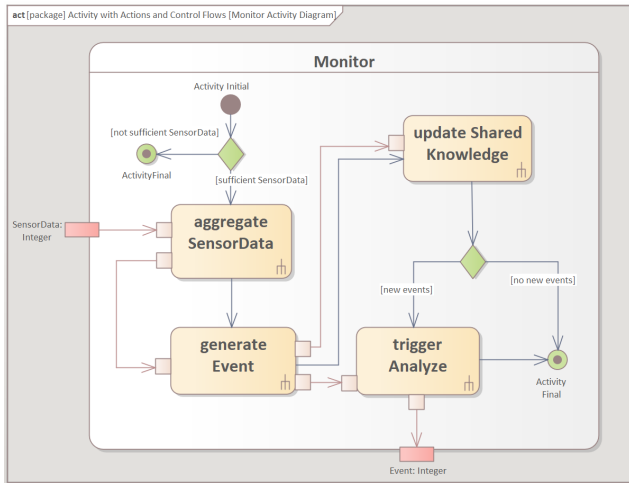 act [package] Activity with Actions and Control Flows [Monitor Activity Diagram]
Monitor
Activity Initial
[not sufficient SensorData]
ActivityFinal
[sufficient SensorData]
update Shared
Knowledge
SensorData:
Integer
aggregate
SensorData
[new events]
[no new events]
generate
Event
trigger
Analyze
Activity
Final
Event: Integer